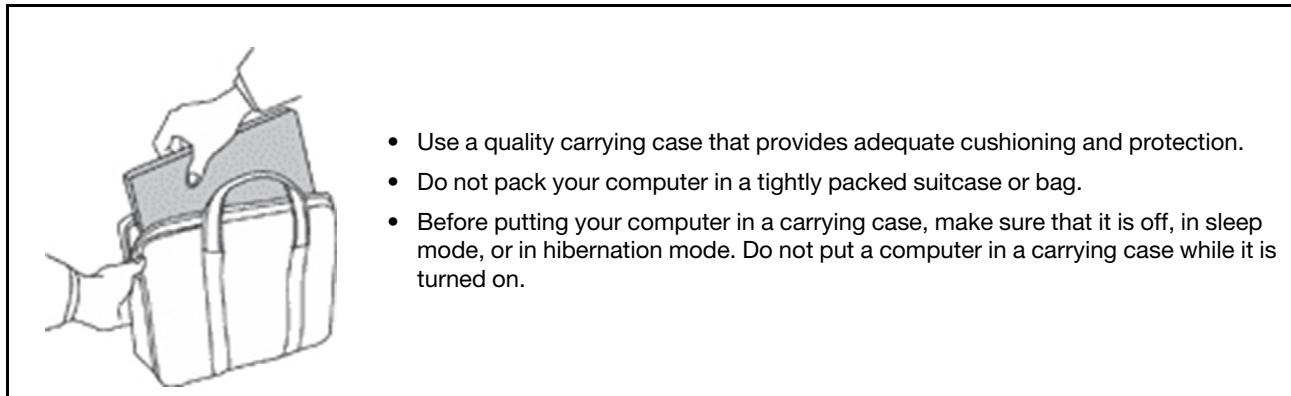 • Use a quality carrying case that provides adequate cushioning and protection.
• Do not pack your computer in a tightly packed suitcase or bag.
• Before putting your computer in a carrying case, make sure that it is off, in sleep
mode, or in hibernation mode. Do not put a computer in a carrying case while it is
turned on.